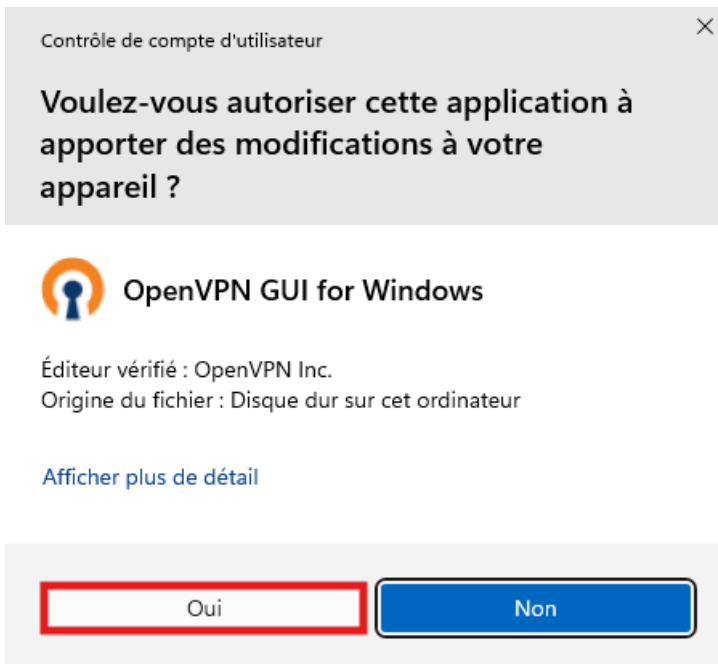 Contrôle de compte d'utilisateur
Voulez-vous autoriser cette application à
apporter des modifications à votre
appareil ?
OpenVPN GUI for Windows
Éditeur vérifié : OpenVPN Inc.
Origine du fichier : Disque dur sur cet ordinateur
Afficher plus de détail
Oui
Non